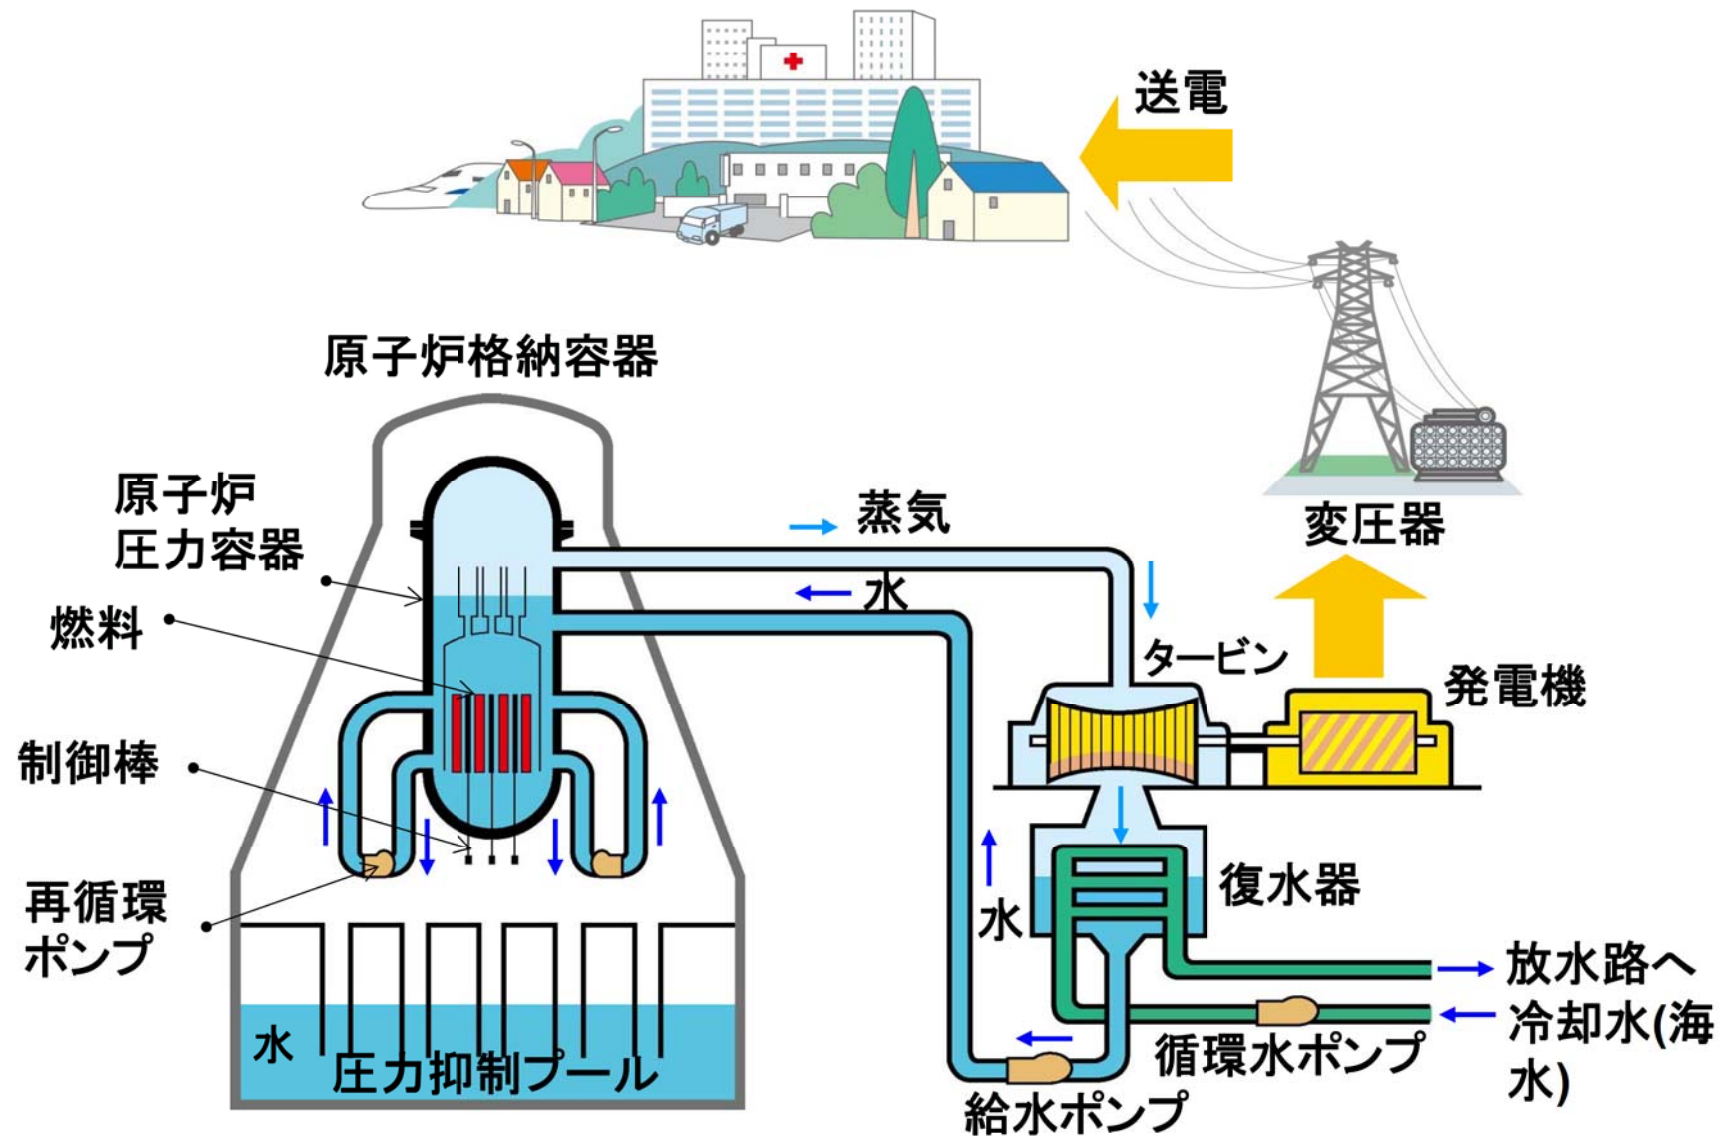 送電
原子炉格納容器
原子炉
圧力容器
蒸気
変圧器
水
燃料
タービン
発電機
制御棒
再循環
ポンプ
復水器
水
放水路へ
冷却水(海
水)
循環水ポンプ
水
圧力抑制プール
給水ポンプ